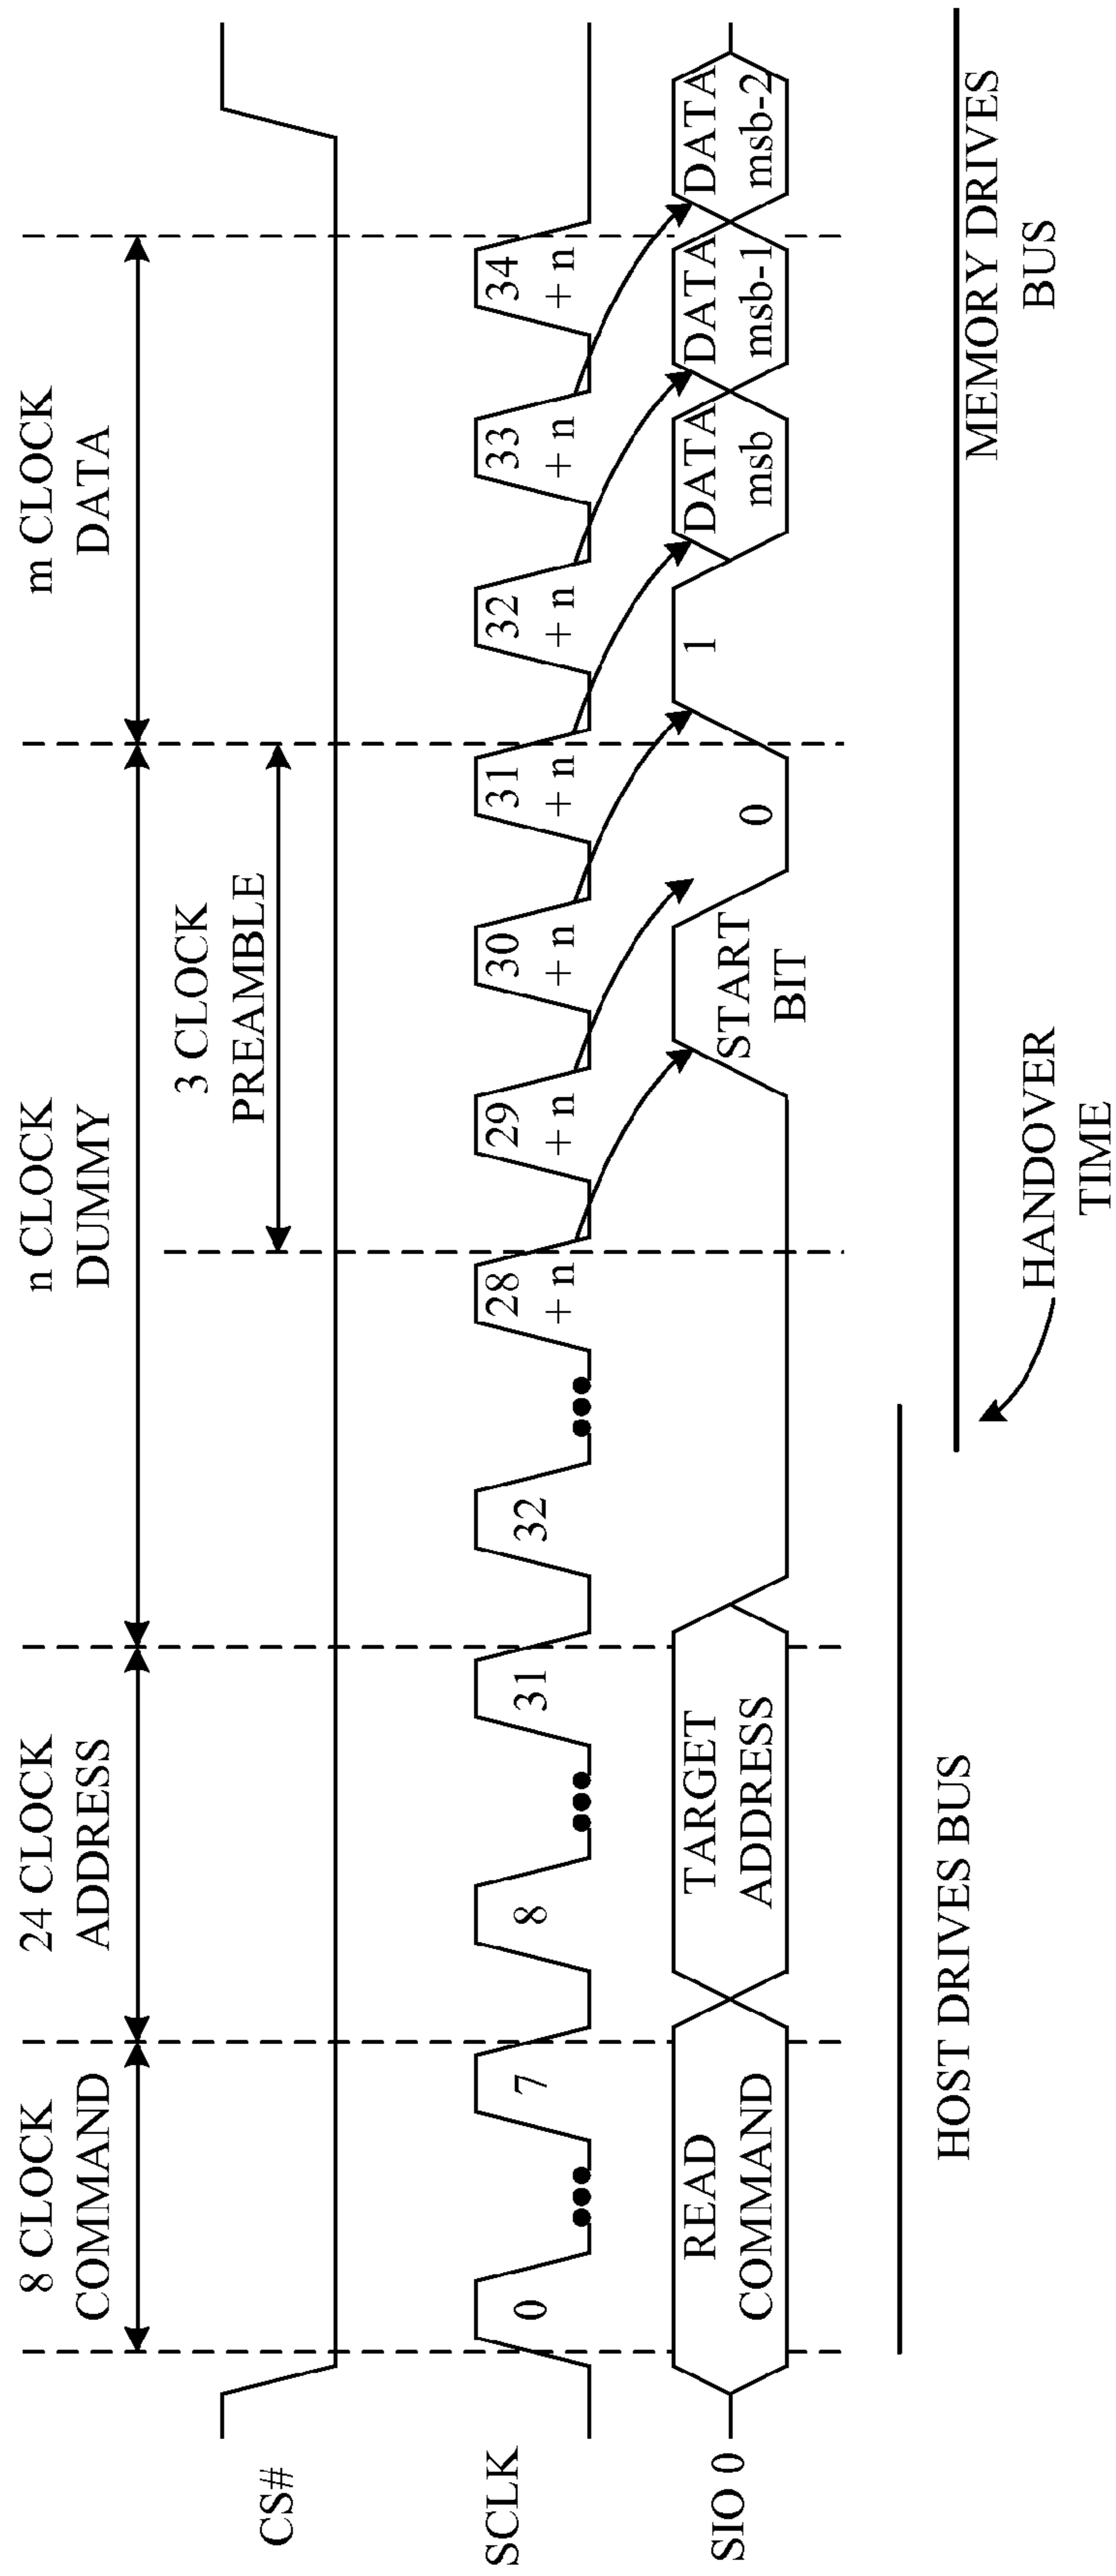 8 CLOCK
COMMAND
24 CLOCK
ADDRESS
n CLOCK
DUMMY
m CLOCK
DATA
3 CLOCK
PREAMBLE
CS#
SCLK
0
7
8
31
32
28
+ n
29
+ n
30
+ n
31
+ n
32
+ n
33
+ n
34
+ n
SIO 0
READ
COMMAND
TARGET
ADDRESS
START
BIT
0
1
DATA
msb
DATA
msb-1
DATA
msb-2
HOST DRIVES BUS
HANDOVER
TIME
MEMORY DRIVES
BUS